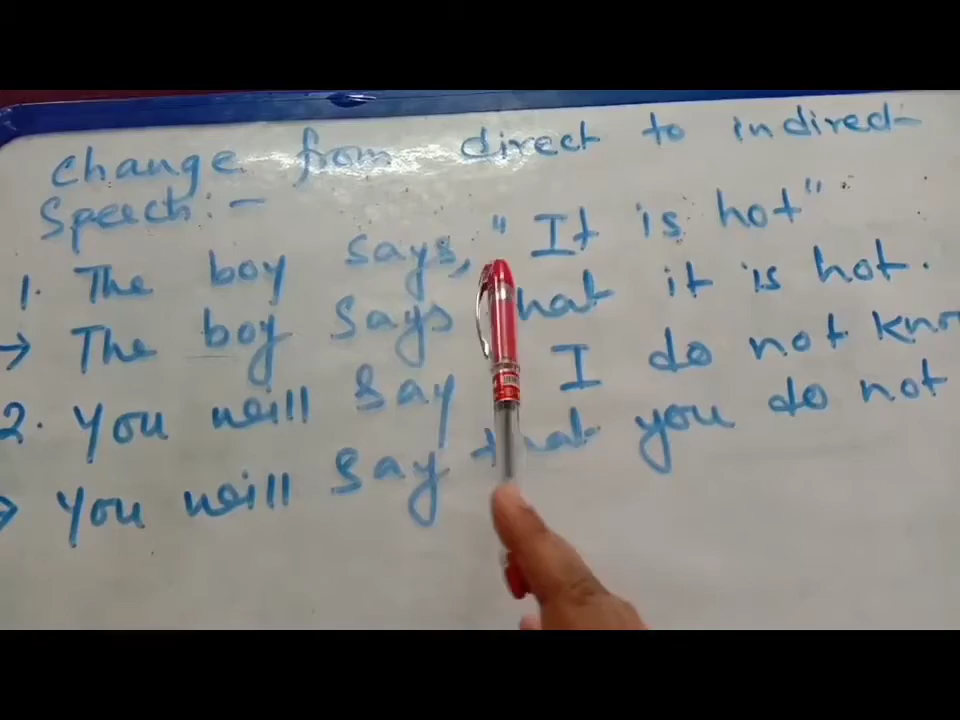 Change from direct to indirect
Speech:-
1. The boy says, "It is hot"
→ The boy says that it is hot.
2. You will say I do not
→ You will say that you do not